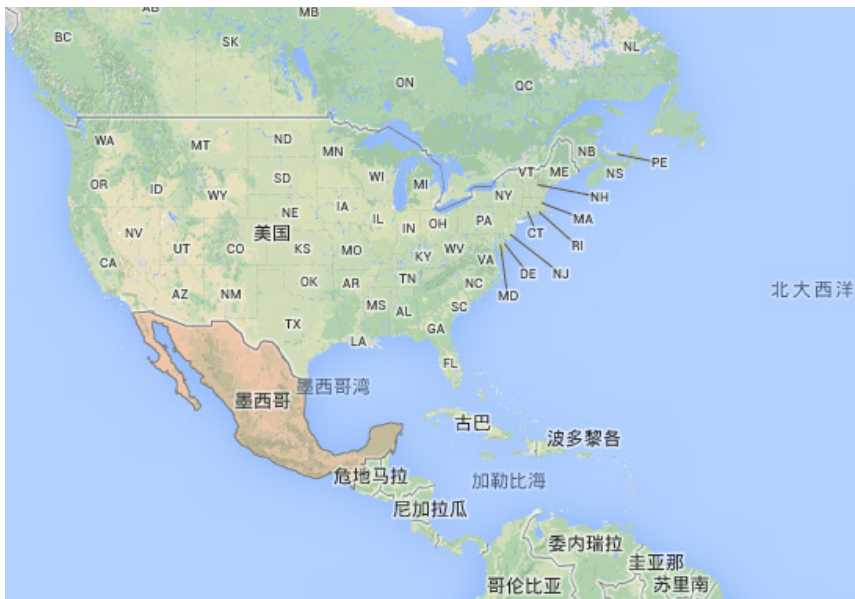 AB
MB
BC
SK
NL
ON
QC
WA
MT
ND
MN
NB
PE
OR
ID
SD
WI
MI
VT
ME
NS
WY
NY
NH
NE
IA
IL
IN
OH
PA
MA
NV
美国
CT
UT
CO
KS
MO
KY
WV
RI
CA
VA
DE
NJ
OK
AR
TN
NC
MD
AZ
NM
MS
AL
SC
北大西洋
TX
GA
LA
FL
墨西哥湾
墨西哥
古巴
波多黎各
危地马拉
加勒比海
尼加拉瓜
委内瑞拉
圭亚那
哥伦比亚
苏里南